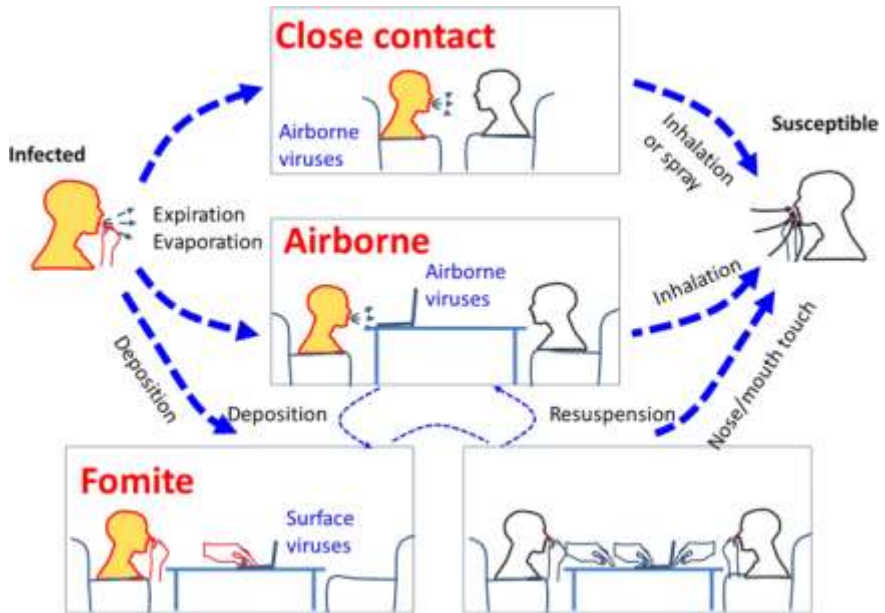 Close contact
Airborne
viruses
Infected
Susceptible
Inhalation
or spray
Expiration
Evaporation
Airborne
Airborne
viruses
Inhalation
Deposition
Deposition
Resuspension
Nose/mouth touch
Fomite
Surface
viruses